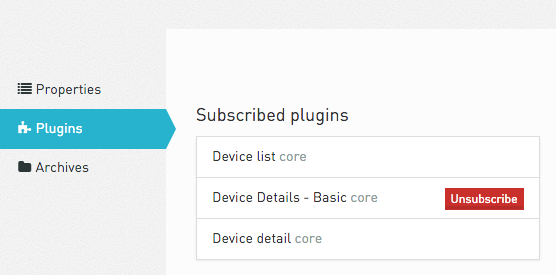 Properties
Plugins
Archives
Subscribed plugins
Device list core
Device Details - Basic core
Unsubscribe
Device detail core